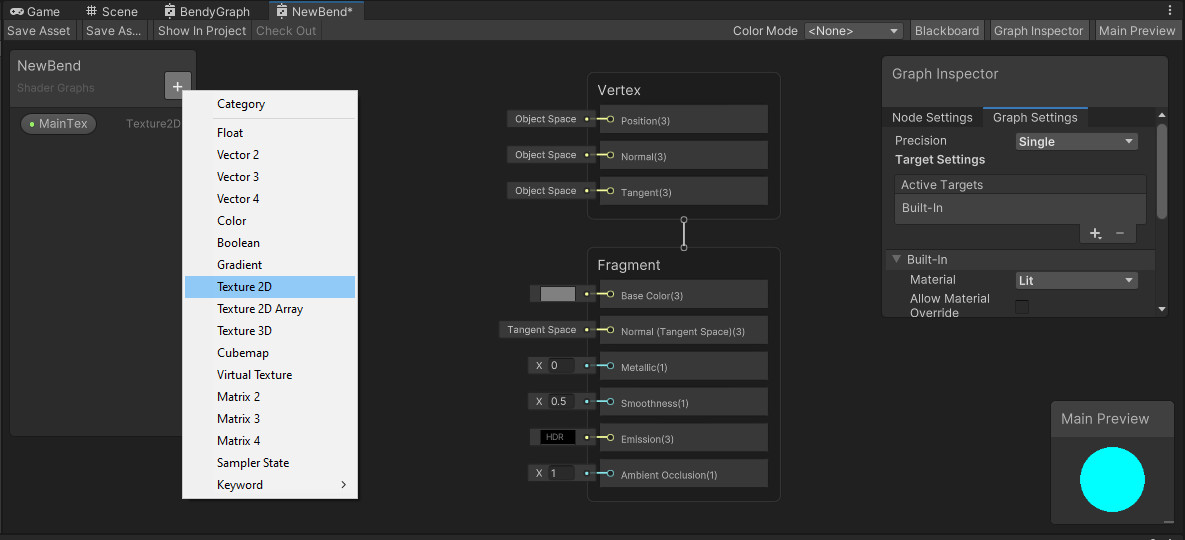 Game Scene BendyGraph NewBend*
Save Asset Save As... Show In Project Check Out Color Mode <None> Blackboard Graph Inspector Main Preview
NewBend
Shader Graphs
+
MainTex Texture2D
Category
Float
Vector 2
Vector 3
Vector 4
Color
Boolean
Gradient
Texture 2D
Texture 2D Array
Texture 3D
Cubemap
Virtual Texture
Matrix 2
Matrix 3
Matrix 4
Sampler State
Keyword
Vertex
Object Space Position(3)
Object Space Normal(3)
Object Space Tangent(3)
Fragment
Base Color(3)
Tangent Space Normal (Tangent Space)(3)
X 0 Metallic(1)
X 0.5 Smoothness(1)
HDR Emission(3)
X 1 Ambient Occlusion(1)
Graph Inspector
Node Settings Graph Settings
Precision Single
Target Settings
Active Targets
Built-In
+ −
Built-In
Material Lit
Allow Material
Override
Main Preview